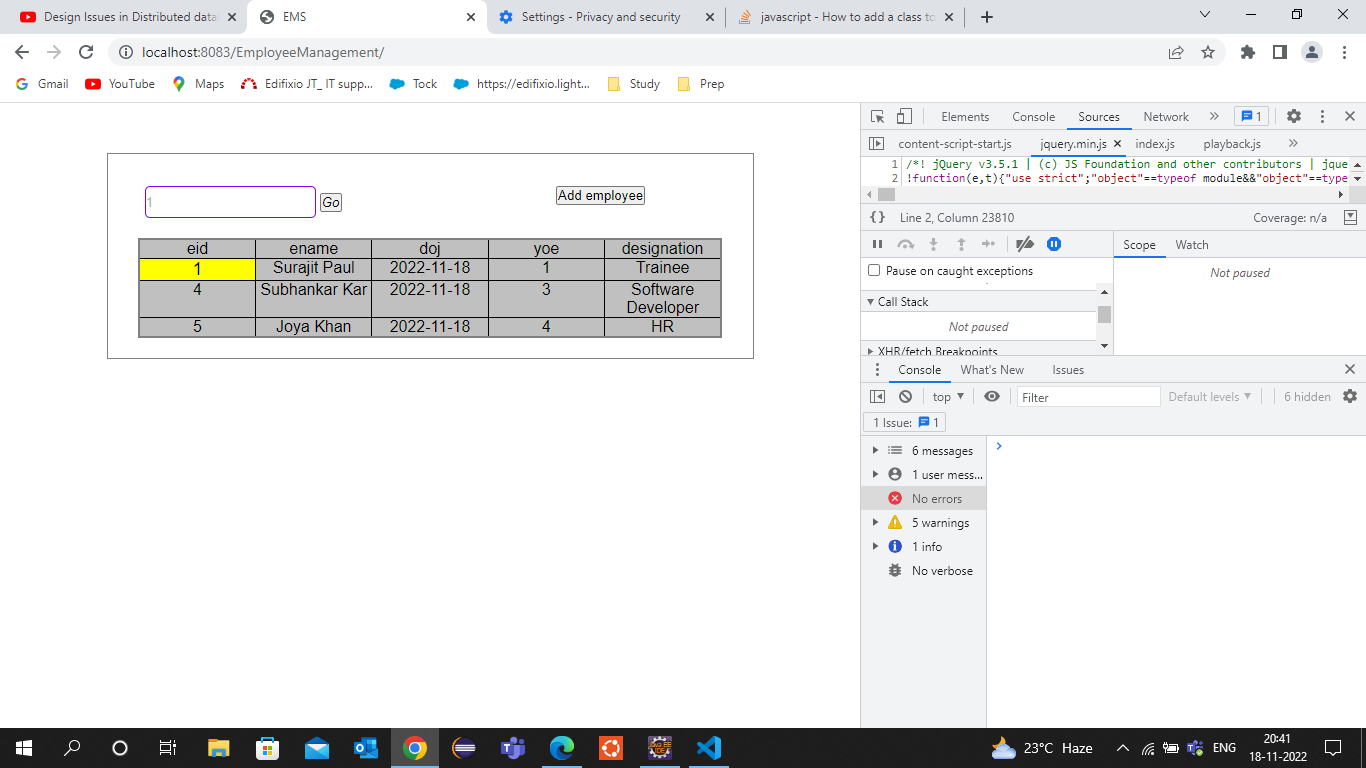 Design Issues in Distributed data
EMS
Settings - Privacy and security
javascript - How to add a class to
localhost:8083/EmployeeManagement/
Gmail
YouTube
Maps
Edifixio JT_ IT supp...
Tock
https://edifixio.light...
Study
Prep
1
Go
Add employee
eid ename doj yoe designation
1 Surajit Paul 2022-11-18 1 Trainee
4 Subhankar Kar 2022-11-18 3 Software
Developer
5 Joya Khan 2022-11-18 4 HR
Elements Console Sources Network » 1
content-script-start.js jquery.min.js index.js playback.js »
1 /*! jQuery v3.5.1 | (c) JS Foundation and other contributors | jque
2 !function(e,t){"use strict";"object"==typeof module&&"object"==type
{} Line 2, Column 23810 Coverage: n/a
Scope Watch
Not paused
Pause on caught exceptions
Call Stack
Not paused
XHR/fetch Breakpoints
Console What's New Issues
top Filter Default levels 6 hidden
1 Issue: 1
6 messages
1 user mess...
No errors
5 warnings
1 info
No verbose
23°C Haze
ENG
20:41
18-11-2022